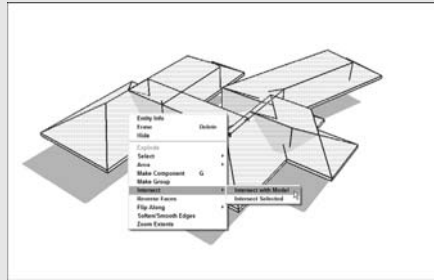 Entity Info
Erase Delete
Hide
Explode
Select
Area
Make Component G
Make Group
Intersect
Intersect with Model
Intersect Selected
Reverse Faces
Flip Along
Soften/Smooth Edges
Zoom Extents